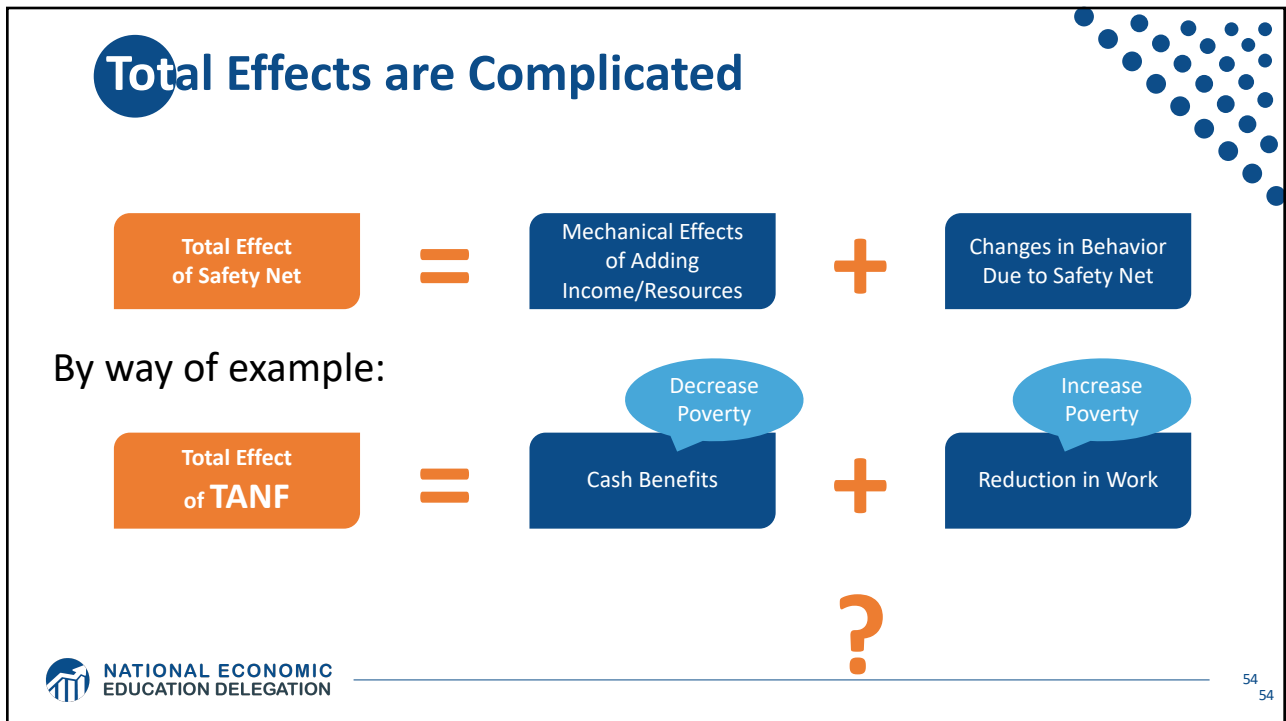 Total Effects are Complicated
Total Effect
of Safety Net
=
Mechanical Effects
of Adding
Income/Resources
+
Changes in Behavior
Due to Safety Net
By way of example:
Decrease
Poverty
Increase
Poverty
Total Effect
of TANF
=
Cash Benefits
+
Reduction in Work
?
NATIONAL ECONOMIC
EDUCATION DELEGATION
54
54